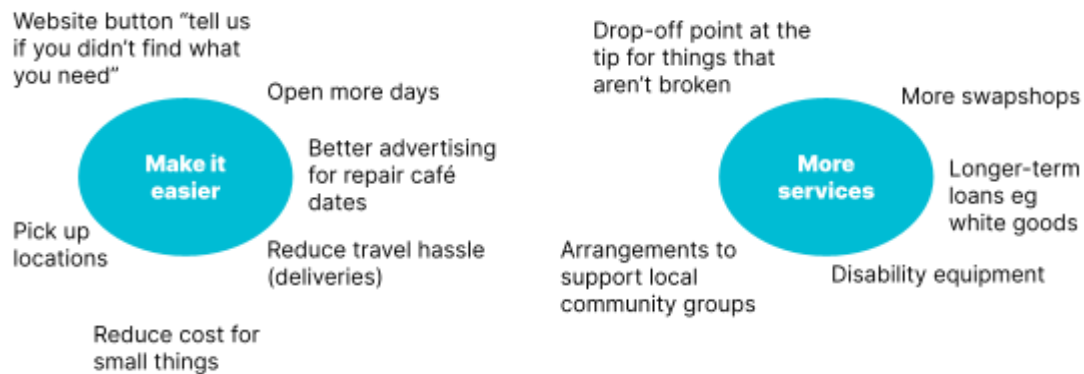 Website button “tell us
if you didn't find what
you need”
Open more days
Make it
easier
Better advertising
for repair café
dates
Pick up
locations
Reduce travel hassle
(deliveries)
Reduce cost for
small things
Drop-off point at the
tip for things that
aren't broken
More swapshops
More
services
Longer-term
loans eg
white goods
Arrangements to
support local
community groups
Disability equipment